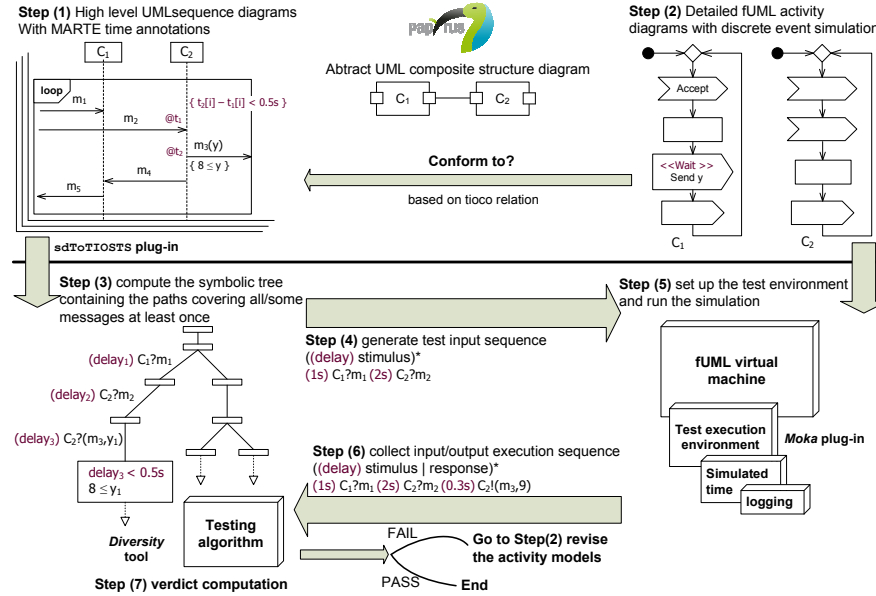 Step (1) High level UMLsequence diagrams
With MARTE time annotations
C1
C2
loop
m1
{ t2[i] – t1[i] < 0.5s }
m2
@t1
@t2
m3(y)
{ 8 ≤ y }
m4
m5
sdToTIOSTS plug-in
papyrus
Abtract UML composite structure diagram
C1
C2
Conform to?
based on tioco relation
Step (2) Detailed fUML activity
diagrams with discrete event simulation
Accept
<<Wait >>
Send y
C1
C2
Step (3) compute the symbolic tree
containing the paths covering all/some
messages at least once
(delay1) C1?m1
(delay2) C2?m2
(delay3) C2?(m3,y1)
delay3 < 0.5s
8 ≤ y1
Diversity
tool
Step (4) generate test input sequence
((delay) stimulus)*
(1s) C1?m1 (2s) C2?m2
Step (5) set up the test environment
and run the simulation
fUML virtual
machine
Test execution
environment
Moka plug-in
Simulated
time
logging
Step (6) collect input/output execution sequence
((delay) stimulus | response)*
(1s) C1?m1 (2s) C2?m2 (0.3s) C2!(m3,9)
Testing
algorithm
Step (7) verdict computation
FAIL
Go to Step(2) revise
the activity models
PASS
End